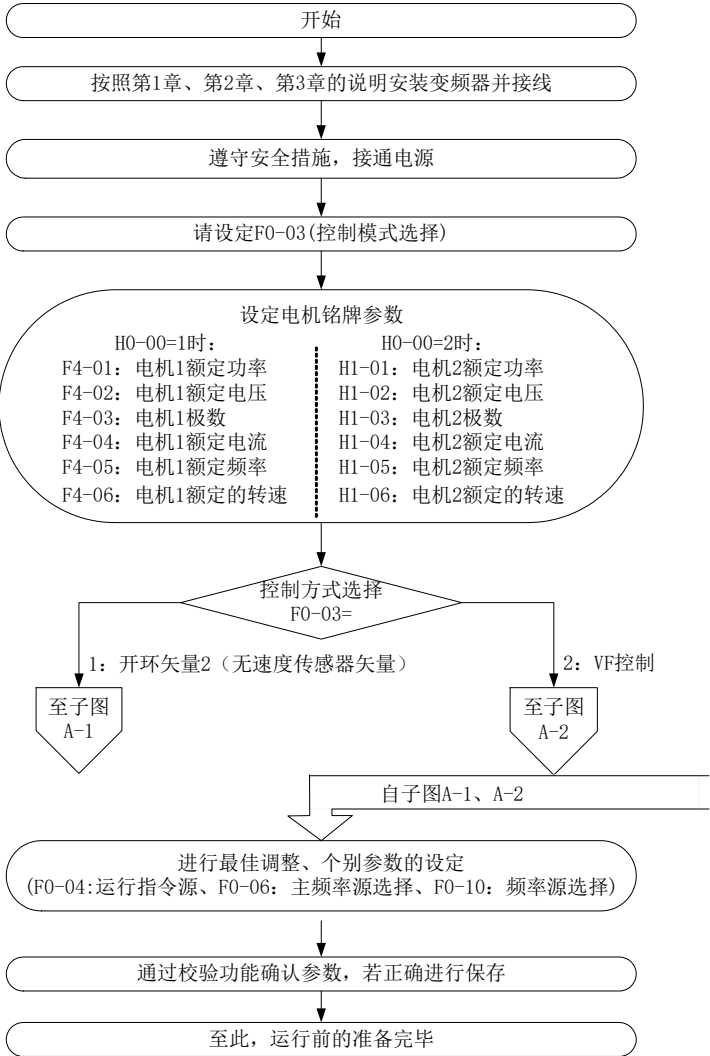 开始
按照第1章、第2章、第3章的说明安装变频器并接线
遵守安全措施，接通电源
请设定F0-03(控制模式选择)
设定电机铭牌参数
H0-00=1时：
F4-01：电机1额定功率
F4-02：电机1额定电压
F4-03：电机1极数
F4-04：电机1额定电流
F4-05：电机1额定频率
F4-06：电机1额定的转速
H0-00=2时：
H1-01：电机2额定功率
H1-02：电机2额定电压
H1-03：电机2极数
H1-04：电机2额定电流
H1-05：电机2额定频率
H1-06：电机2额定的转速
控制方式选择
F0-03=
1：开环矢量2（无速度传感器矢量）
2：VF控制
至子图
A-1
至子图
A-2
自子图A-1、A-2
进行最佳调整、个别参数的设定
(F0-04:运行指令源、F0-06：主频率源选择、F0-10：频率源选择)
通过校验功能确认参数，若正确进行保存
至此，运行前的准备完毕